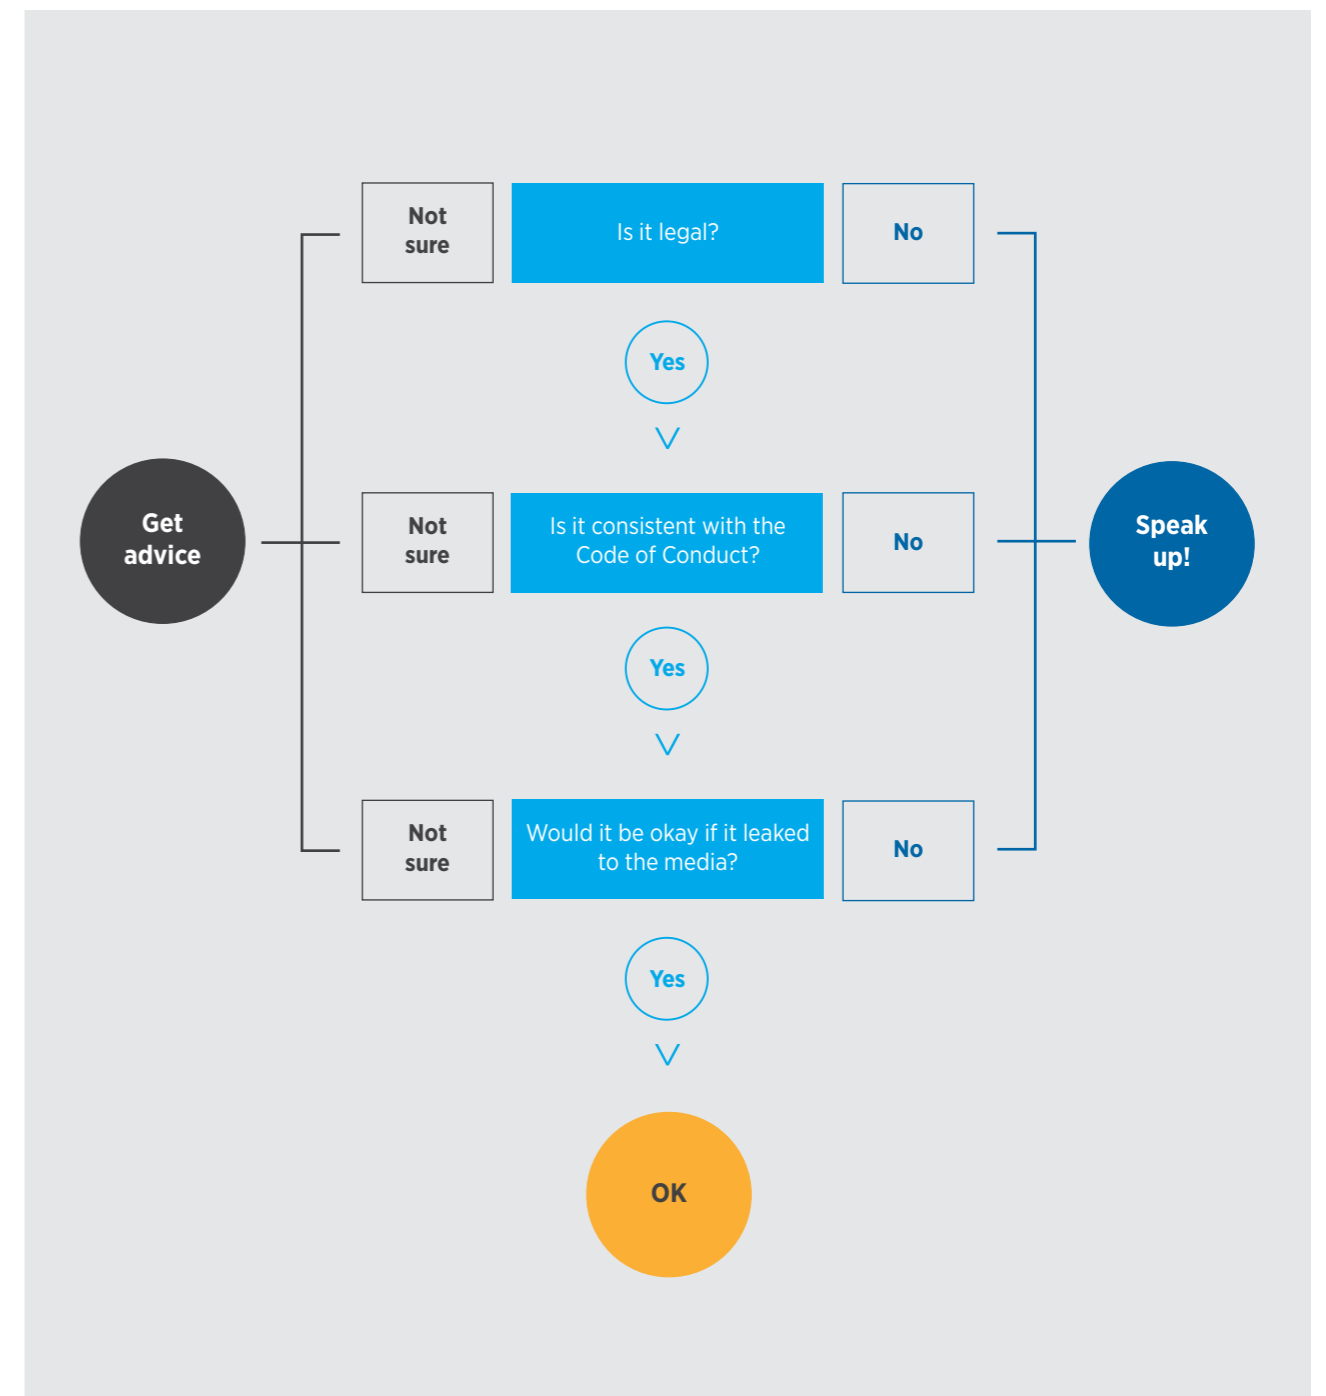 Not
sure
Is it legal?
No
Yes
Get
advice
Not
sure
Is it consistent with the
Code of Conduct?
No
Speak
up!
Yes
Not
sure
Would it be okay if it leaked
to the media?
No
Yes
OK